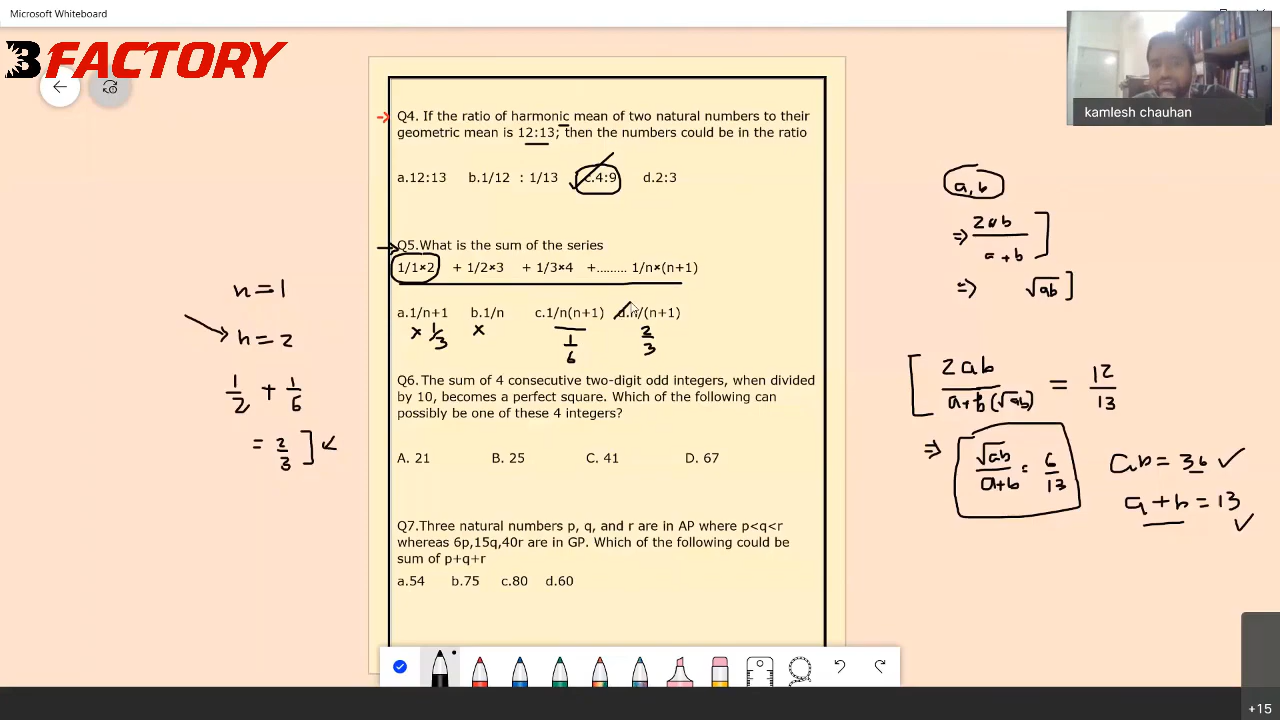 Microsoft Whiteboard
3FACTORY
kamlesh chauhan
Q4. If the ratio of harmonic mean of two natural numbers to their
geometric mean is 12:13; then the numbers could be in the ratio
a.12:13 b.1/12 : 1/13 c.4:9 d.2:3
Q5.What is the sum of the series
1/1×2 + 1/2×3 + 1/3×4 +......... 1/n×(n+1)
a.1/n+1 b.1/n c.1/n(n+1) d.n/(n+1)
× 1/3 × 1/6 2/3
Q6. The sum of 4 consecutive two-digit odd integers, when divided
by 10, becomes a perfect square. Which of the following can
possibly be one of these 4 integers?
A. 21 B. 25 C. 41 D. 67
Q7.Three natural numbers p, q, and r are in AP where p<q<r
whereas 6p,15q,40r are in GP. Which of the following could be
sum of p+q+r
a.54 b.75 c.80 d.60
n=1
n=2
1/2 + 1/6
= 2/3 ]
a,b
⇒ 2ab/a+b ]
⇒ √ab ]
[ 2ab/a+b(√ab) = 12/13
⇒ √ab/a+b = 6/13
ab = 36 ✓
a+b = 13 ✓
+15